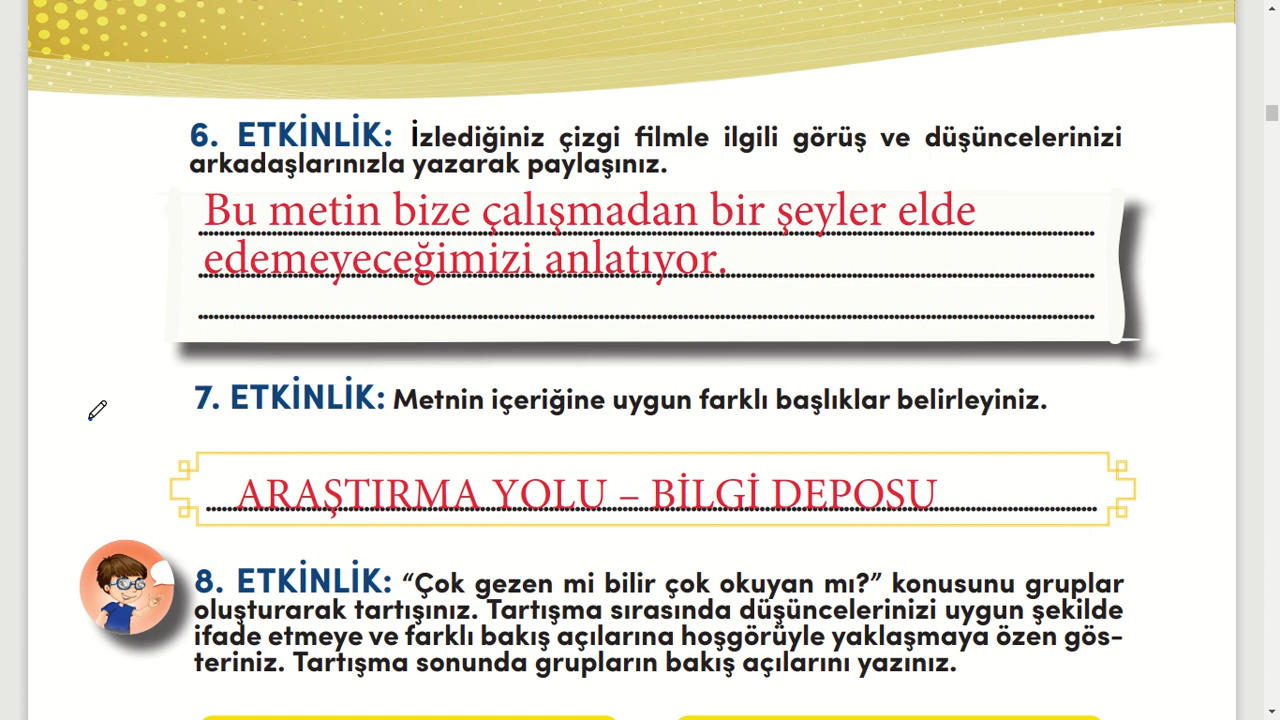 6. ETKİNLİK: İzlediğiniz çizgi filmle ilgili görüş ve düşüncelerinizi
arkadaşlarınızla yazarak paylaşınız.
Bu metin bize çalışmadan bir şeyler elde
edemeyeceğimizi anlatıyor.
7. ETKİNLİK: Metnin içeriğine uygun farklı başlıklar belirleyiniz.
ARAŞTIRMA YOLU – BİLGİ DEPOSU
8. ETKİNLİK: “Çok gezen mi bilir çok okuyan mı?” konusunu gruplar
oluşturarak tartışınız. Tartışma sırasında düşüncelerinizi uygun şekilde
ifade etmeye ve farklı bakış açılarına hoşgörüyle yaklaşmaya özen gös-
teriniz. Tartışma sonunda grupların bakış açılarını yazınız.